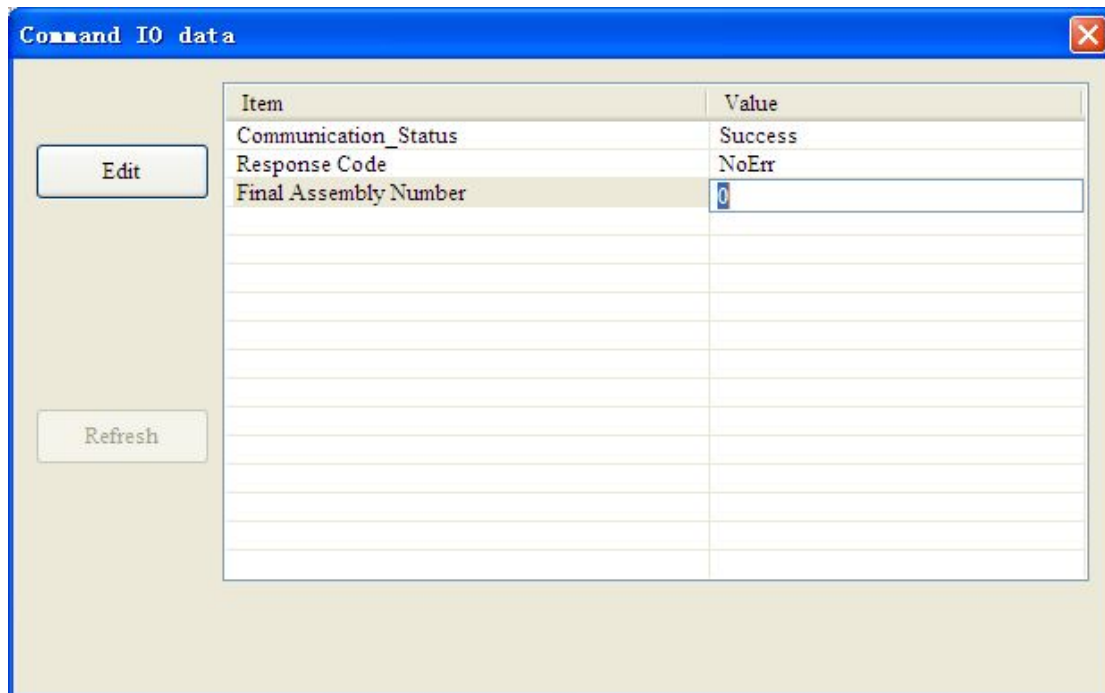 Command IO data
Item Value
Communication_Status Success
Edit Response Code NoErr
Final Assembly Number 0
Refresh